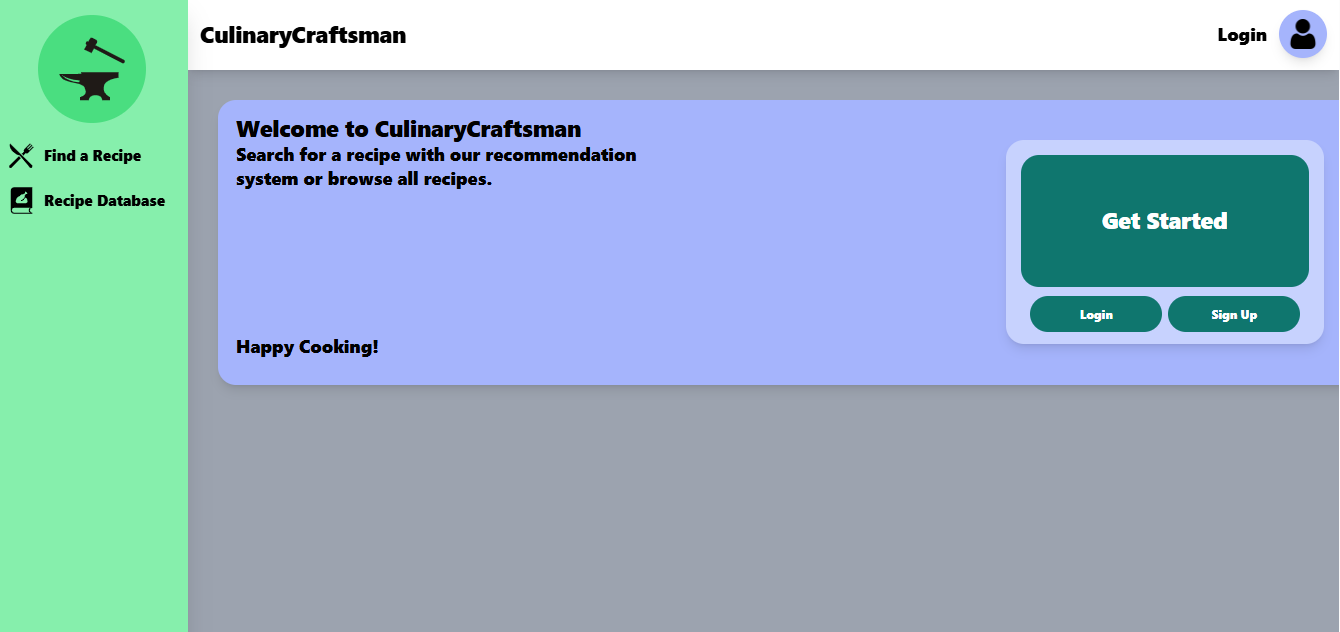 CulinaryCraftsman
Login
Find a Recipe
Recipe Database
Welcome to CulinaryCraftsman
Search for a recipe with our recommendation
system or browse all recipes.
Happy Cooking!
Get Started
Login
Sign Up